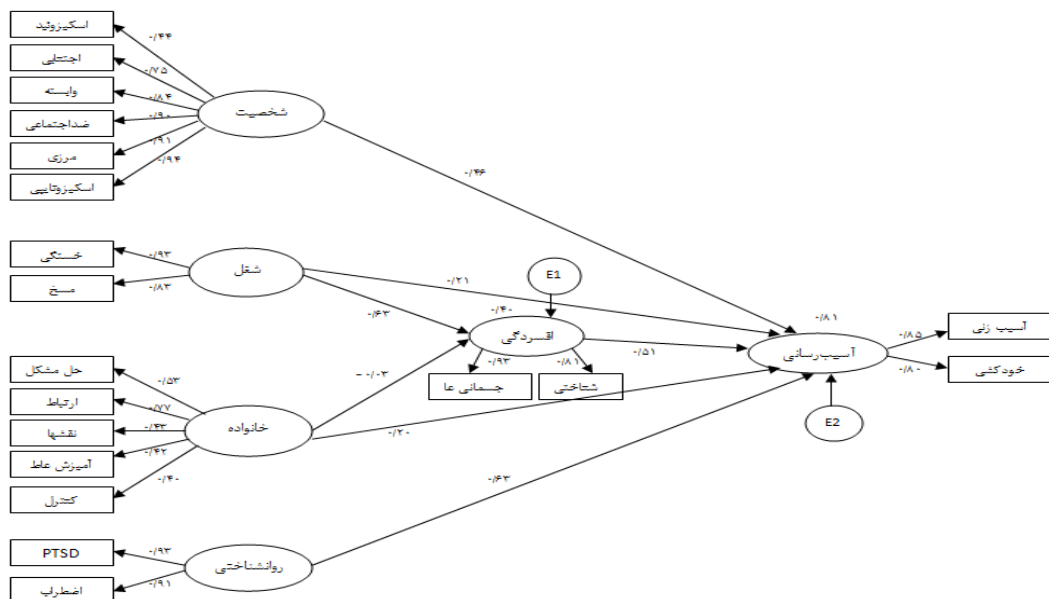 اسکیزوئید
۰/۴۴
اجتنابی
۰/۷۵
وابسته
۰/۸۴
شخصیت
ضداجتماعی
۰/۹۰
مرزی
۰/۹۱
اسکیزوتایپی
۰/۹۴
۰/۴۶
خستگی
۰/۹۳
شغل
مسخ
۰/۸۳
۰/۲۱
۰/۶۳
E1
۰/۴۰
افسردگی
۰/۵۱
۰/۹۳
۰/۸۱
جسمانی عا
شناختی
۰/۸۱
آسیب‌رسانی
۰/۸۵
آسیب زنی
۰/۸۰
خودکشی
E2
حل مشکل
۰/۵۳
ارتباط
۰/۷۷
نقشها
۰/۴۳
خانواده
آمیزش عاط
۰/۴۲
کنترل
۰/۴۰
-۰/۰۳
۰/۲۰
۰/۶۳
PTSD
۰/۹۳
روانشناختی
اضطراب
۰/۹۱